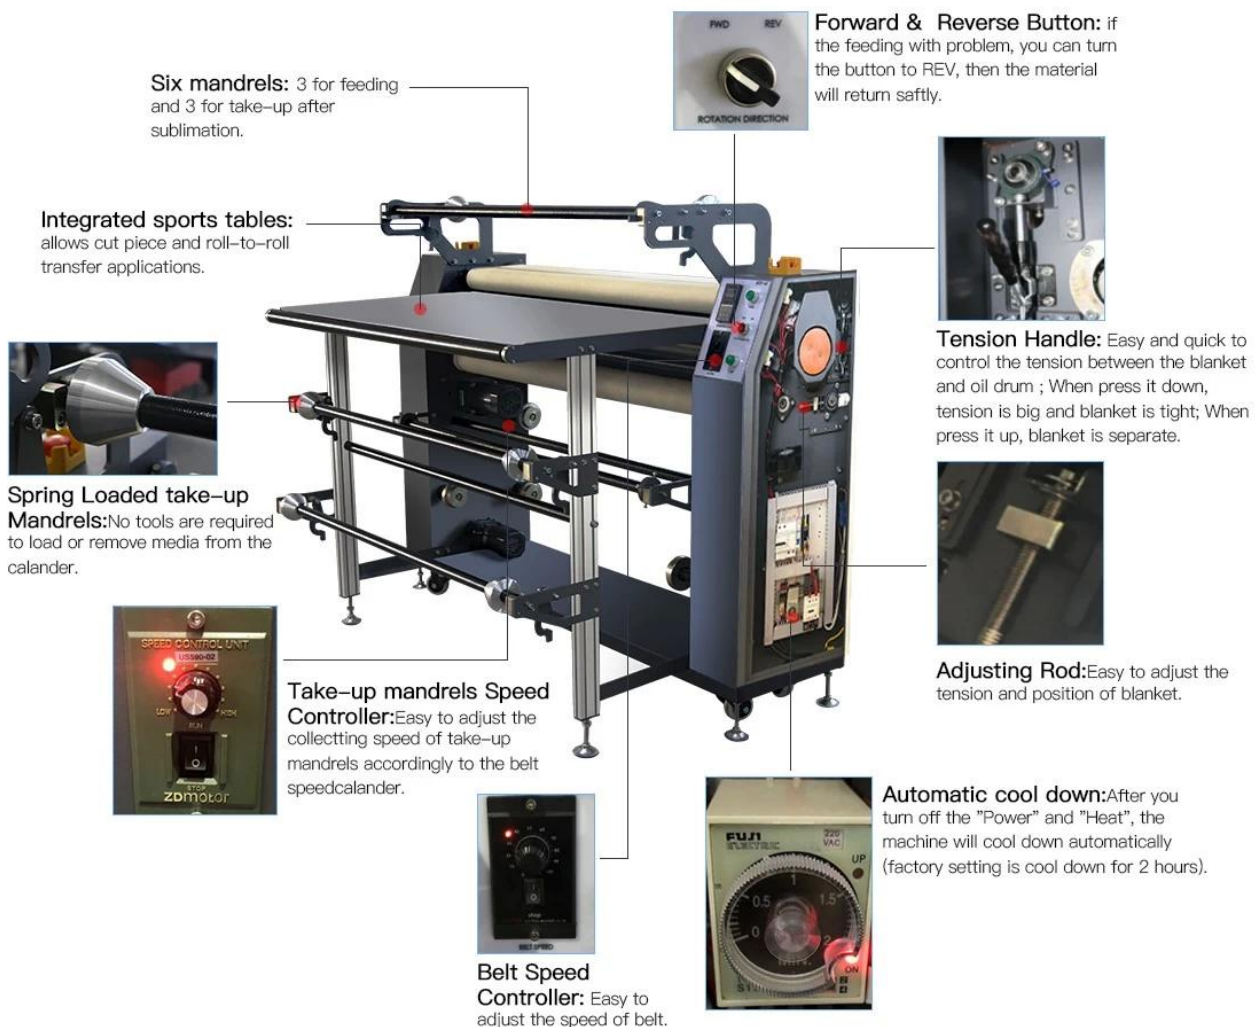 FWD REV
ROTATION DIRECTION
Forward & Reverse Button: if
the feeding with problem, you can turn
the button to REV, then the material
will return saftly.
Six mandrels: 3 for feeding
and 3 for take-up after
sublimation.
Integrated sports tables:
allows cut piece and roll-to-roll
transfer applications.
Tension Handle: Easy and quick to
control the tension between the blanket
and oil drum ; When press it down,
tension is big and blanket is tight; When
press it up, blanket is separate.
Spring Loaded take-up
Mandrels:No tools are required
to load or remove media from the
calander.
SPEED CONTROL UNIT
US590-02
LOW HIGH
RUN
STOP
ZDmotor
Take-up mandrels Speed
Controller:Easy to adjust the
collectting speed of take-up
mandrels accordingly to the belt
speedcalander.
Adjusting Rod:Easy to adjust the
tension and position of blanket.
stop
BELT SPEED
Belt Speed
Controller: Easy to
adjust the speed of belt.
FUJI
ELECTRIC
220
VAC
UP
0 0.5 1 1.5 2
ON
Automatic cool down:After you
turn off the "Power" and "Heat", the
machine will cool down automatically
(factory setting is cool down for 2 hours).